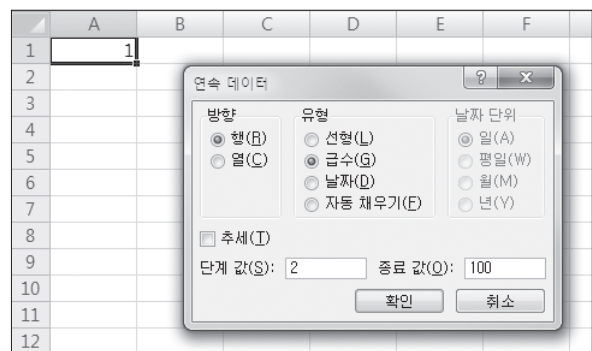 A B C D E F
1 1
2
연속 데이터
3
방향 유형 날짜 단위
4
행(R) 선형(L) 일(A)
5
열(C) 급수(G) 평일(W)
6
날짜(D) 월(M)
7
자동 채우기(F) 년(Y)
8
추세(T)
9
단계 값(S): 2 종료 값(O): 100
10
확인 취소
11
12